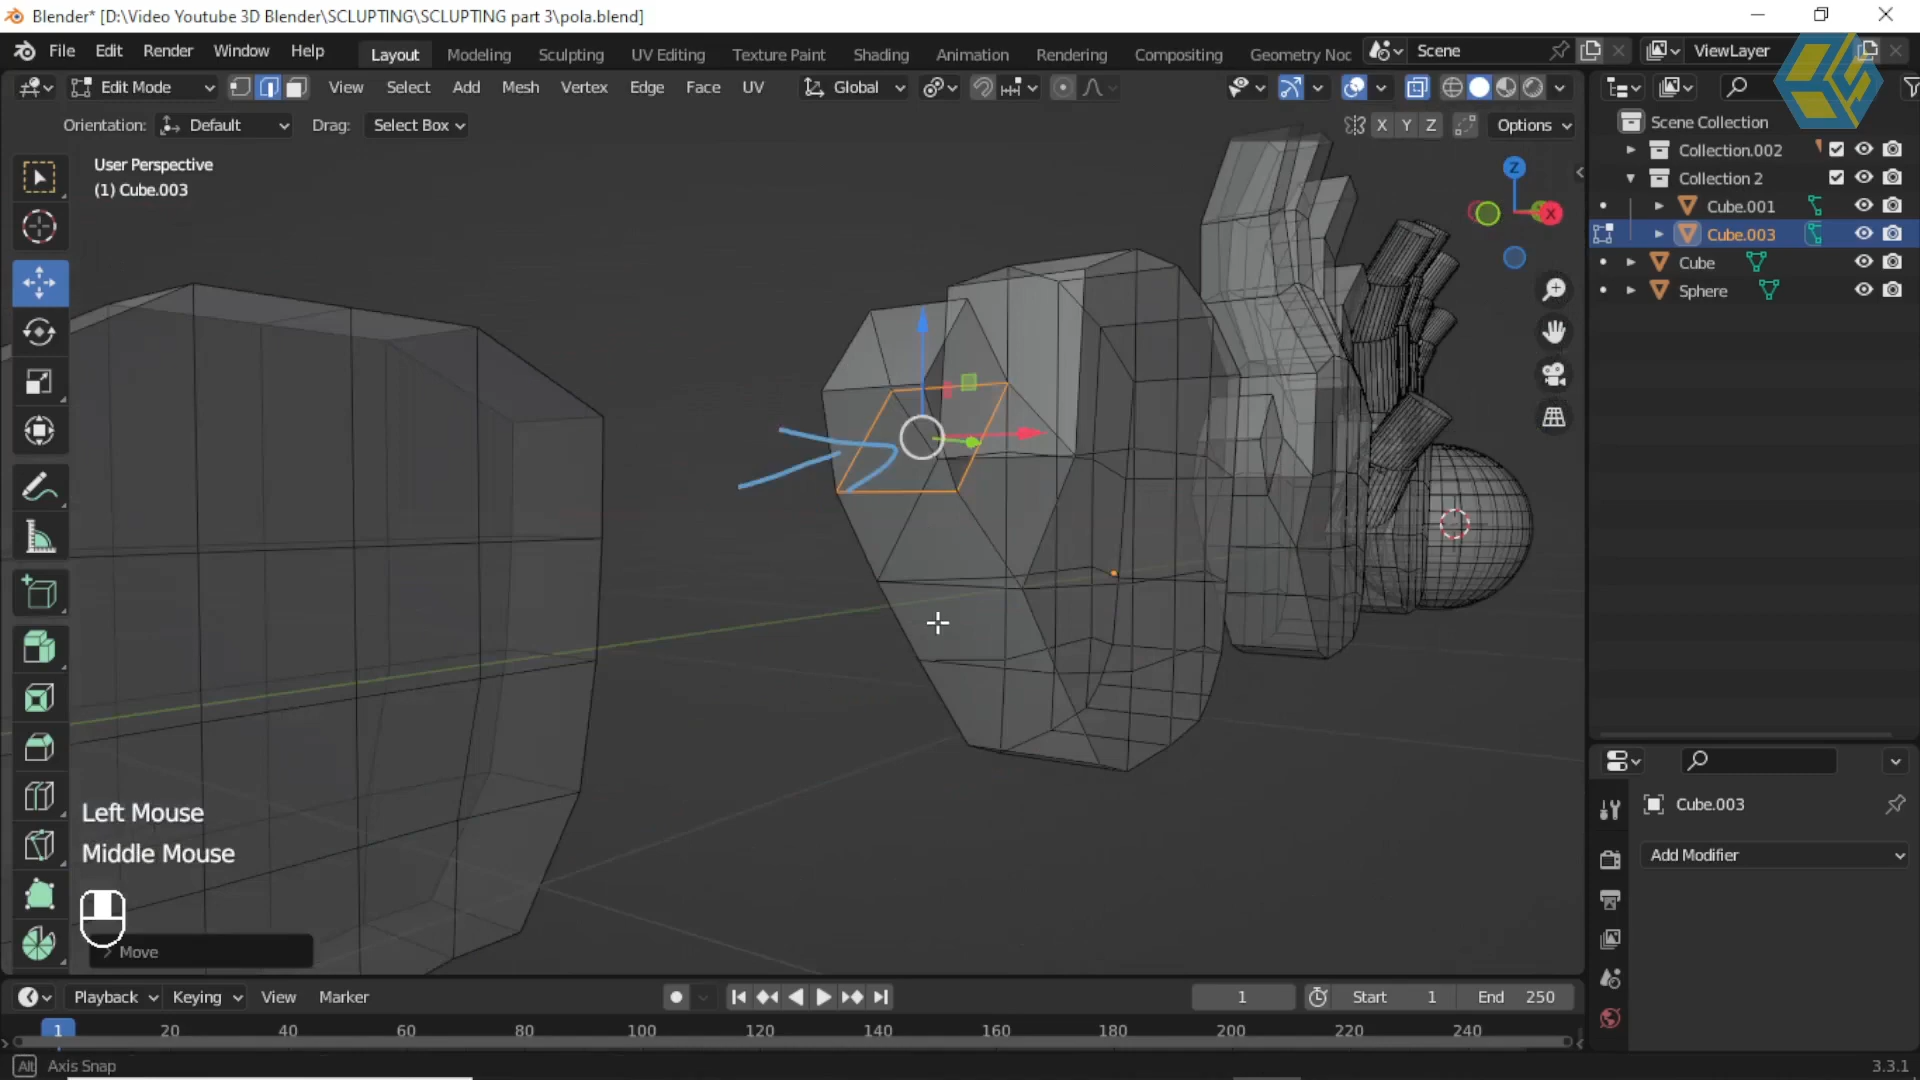 Blender* [D:\Video Youtube 3D Blender\SCLUPTING\SCLUPTING part 3\pola.blend]
File Edit Render Window Help Layout Modeling Sculpting UV Editing Texture Paint Shading Animation Rendering Compositing Geometry Noc Scene ViewLayer
Edit Mode View Select Add Mesh Vertex Edge Face UV Global
Orientation: Default Drag: Select Box X Y Z Options
User Perspective
(1) Cube.003
Z
X
Scene Collection
Collection.002
Collection 2
Cube.001
Cube.003
Cube
Sphere
Cube.003
Add Modifier
Left Mouse
Middle Mouse
Move
Playback Keying View Marker 1 Start 1 End 250
1 20 40 60 80 100 120 140 160 180 200 220 240
Alt Axis Snap 3.3.1